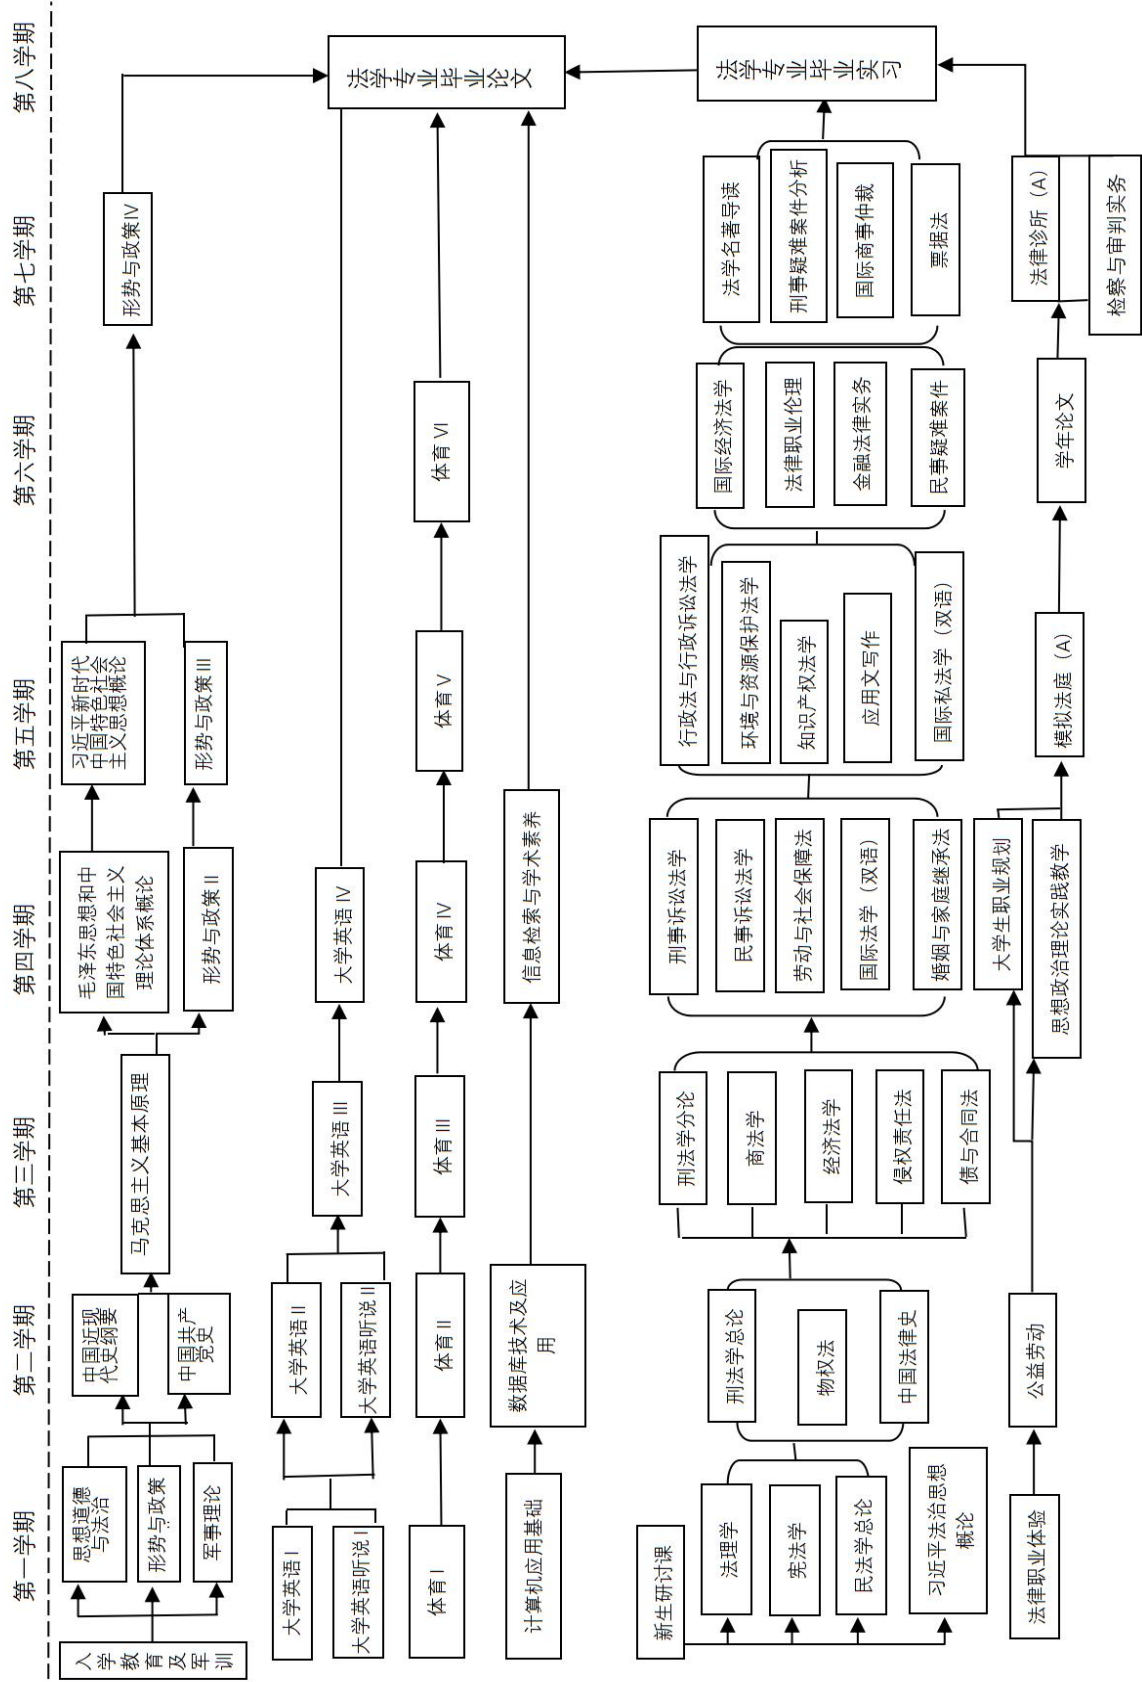 第一学期
第二学期
第三学期
第四学期
第五学期
第六学期
第七学期
第八学期
入学教育及军训
思想道德
与法治
形势与政策
军事理论
中国近现
代史纲要
中国共产
党史
马克思主义基本原理
毛泽东思想和中
国特色社会主义
理论体系概论
形势与政策Ⅱ
习近平新时代
中国特色社会
主义思想概论
形势与政策Ⅲ
形势与政策Ⅳ
法学专业毕业论文
大学英语Ⅰ
大学英语听说Ⅰ
大学英语Ⅱ
大学英语听说Ⅱ
大学英语Ⅲ
大学英语Ⅳ
体育Ⅰ
体育Ⅱ
体育Ⅲ
体育Ⅳ
体育Ⅴ
体育Ⅵ
计算机应用基础
数据库技术及应
用
信息检索与学术素养
新生研讨课
法理学
宪法学
民法学总论
习近平法治思想
概论
刑法学总论
物权法
中国法律史
刑法学分论
商法学
经济法学
侵权责任法
债与合同法
刑事诉讼法学
民事诉讼法学
劳动与社会保障法
国际法学（双语）
婚姻与家庭继承法
行政法与行政诉讼法学
环境与资源保护法学
知识产权法学
应用文写作
国际私法学（双语）
国际经济法学
法律职业伦理
金融法律实务
民事疑难案件
法学名著导读
刑事疑难案件分析
国际商事仲裁
票据法
法学专业毕业实习
法律职业体验
公益劳动
大学生职业规划
思想政治理论实践教学
模拟法庭（A）
学年论文
法律诊所（A）
检察与审判实务